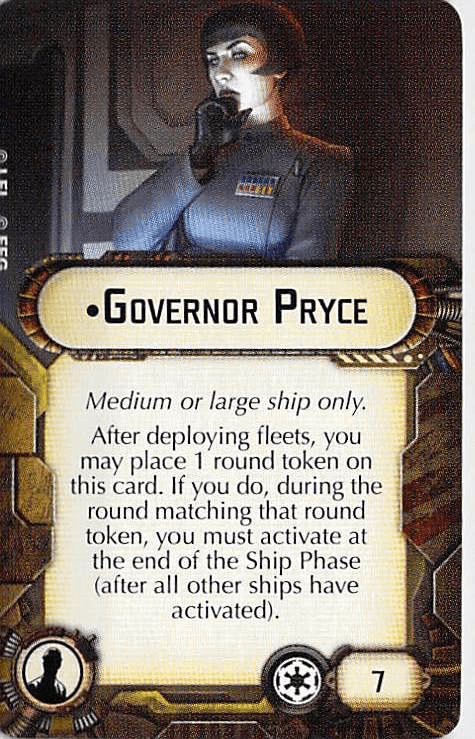 © LFL © FFG
•GOVERNOR PRYCE
Medium or large ship only.
After deploying fleets, you
may place 1 round token on
this card. If you do, during the
round matching that round
token, you must activate at
the end of the Ship Phase
(after all other ships have
activated).
7